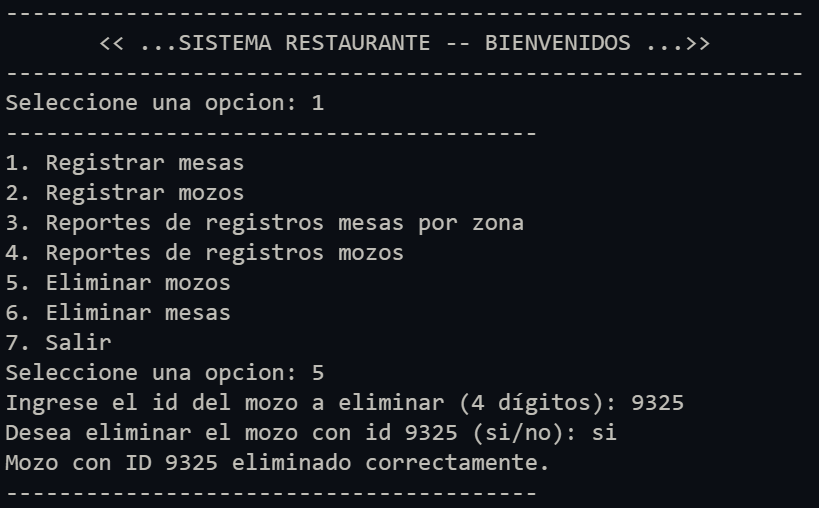 ------------------------------------------------------------
<< ...SISTEMA RESTAURANTE -- BIENVENIDOS ...>>
------------------------------------------------------------
Seleccione una opcion: 1
----------------------------------------
1. Registrar mesas
2. Registrar mozos
3. Reportes de registros mesas por zona
4. Reportes de registros mozos
5. Eliminar mozos
6. Eliminar mesas
7. Salir
Seleccione una opcion: 5
Ingrese el id del mozo a eliminar (4 dígitos): 9325
Desea eliminar el mozo con id 9325 (si/no): si
Mozo con ID 9325 eliminado correctamente.
----------------------------------------